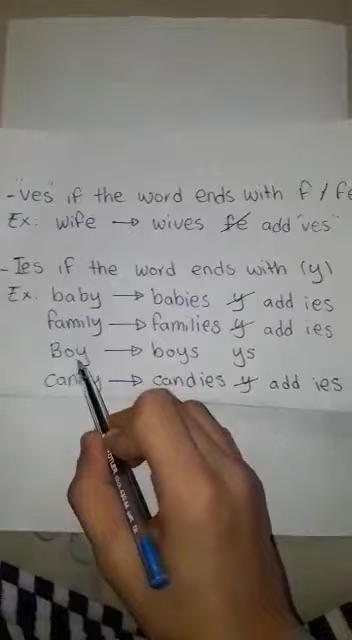 -"ves" if the word ends with f/fe
Ex: wife → wives fe add "ves"
-Ies if the word ends with (y)
Ex: baby → babies y add ies
family → families y add ies
Boy → boys ys
candy → candies y add ies